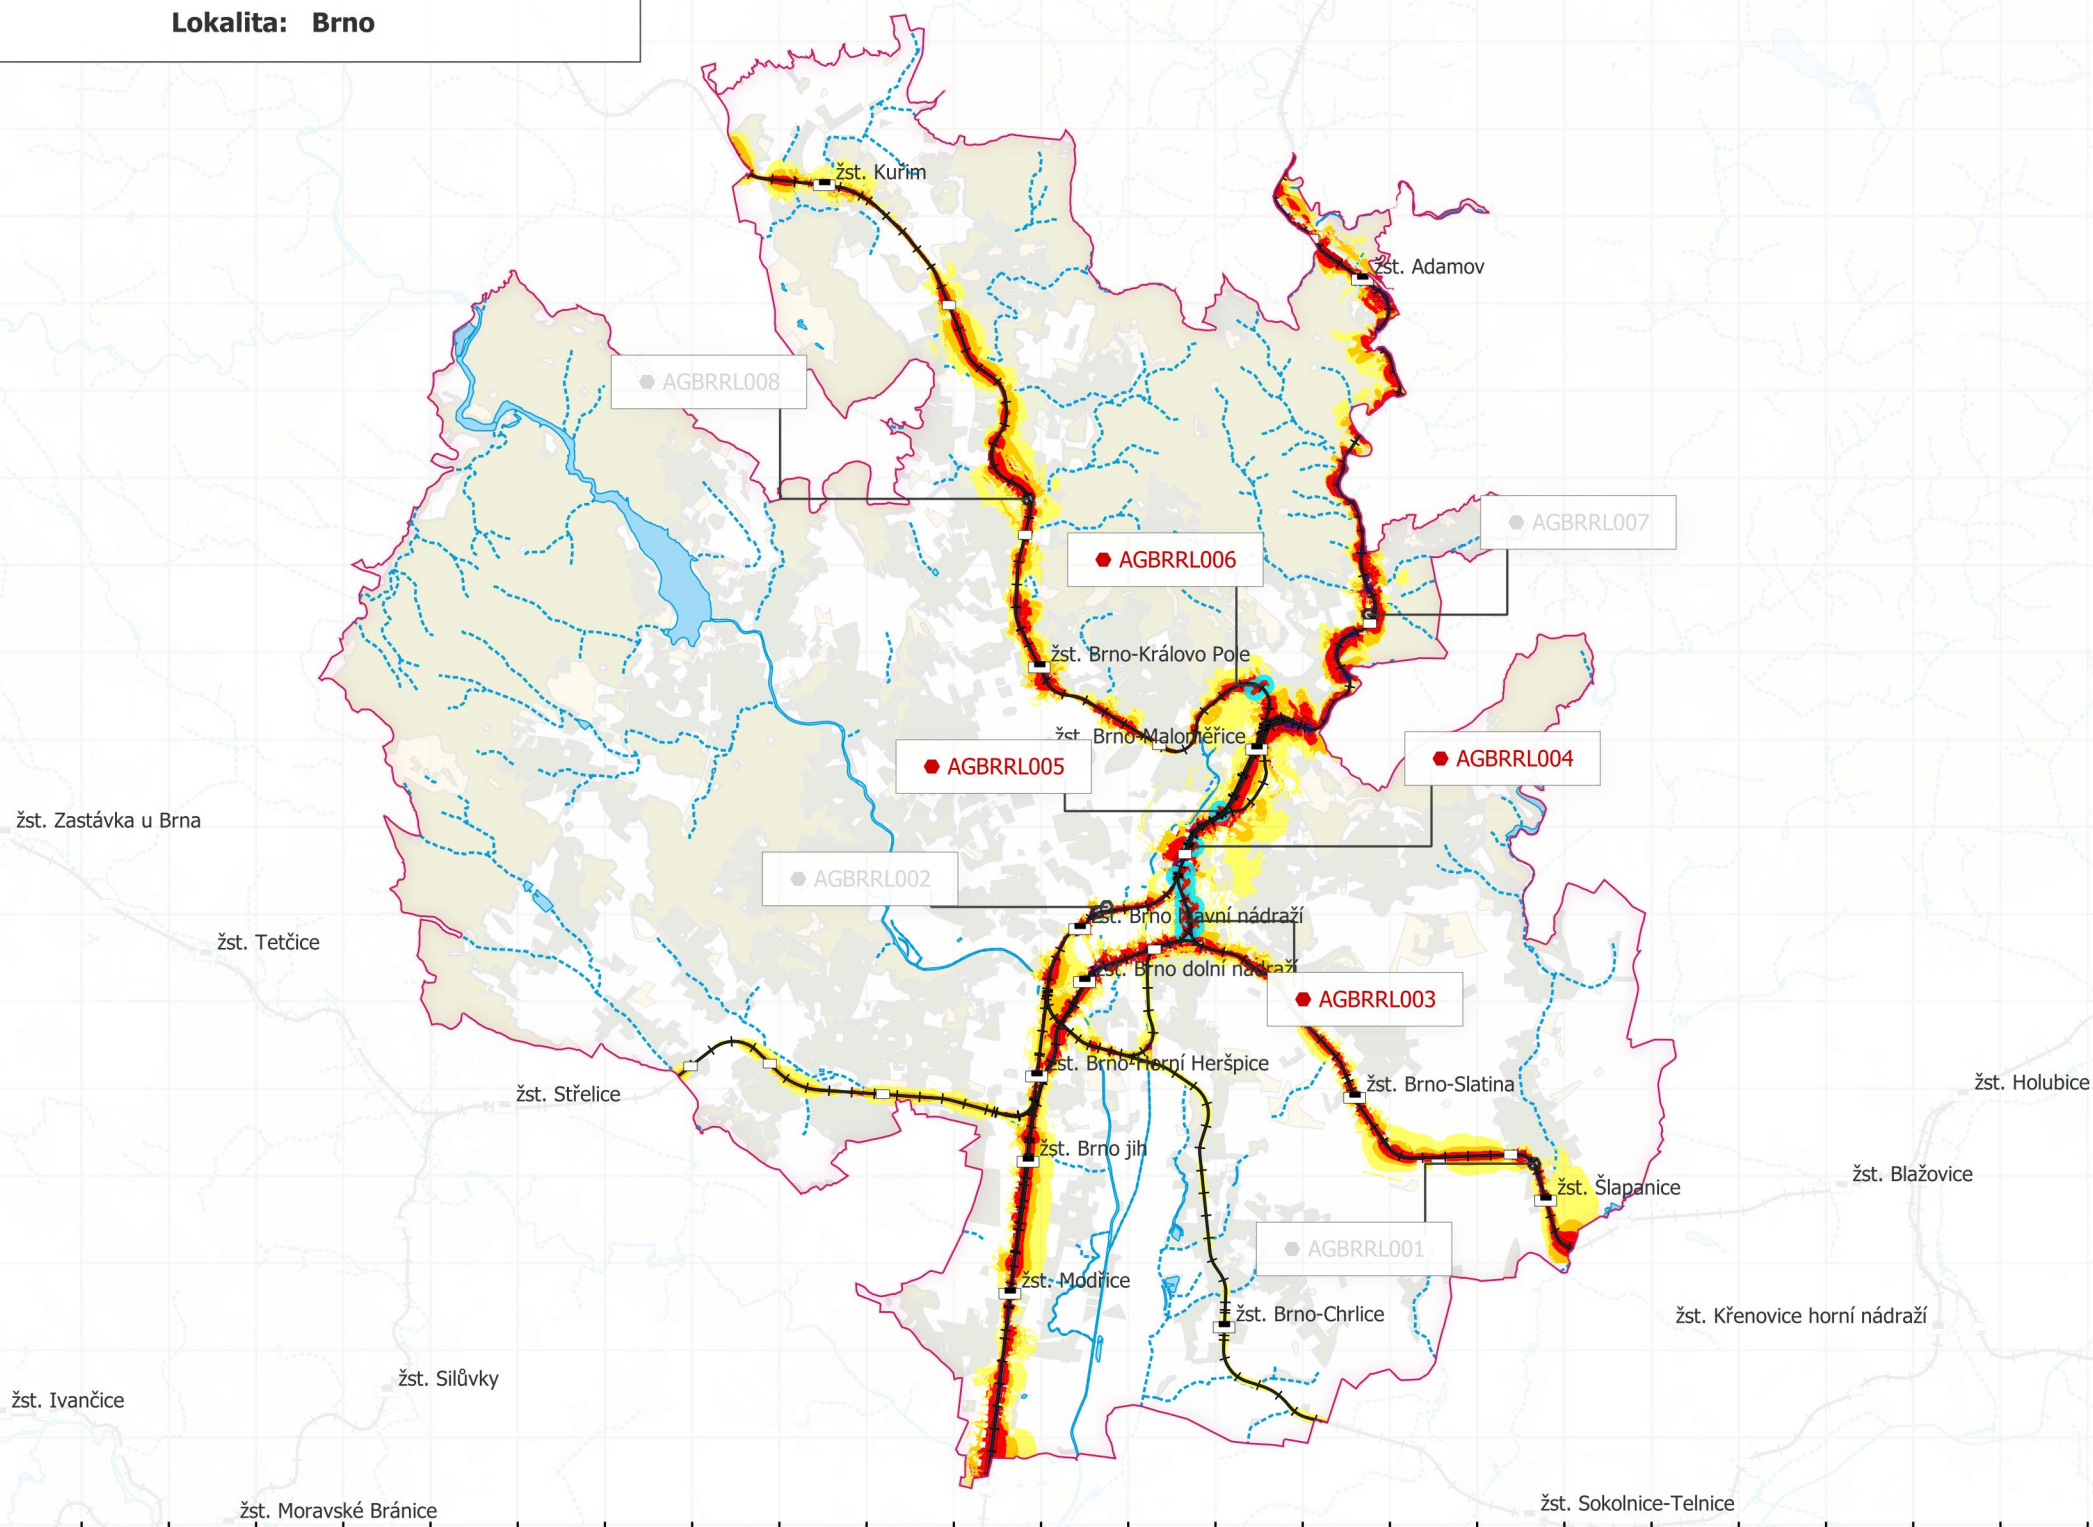 Lokalita: Brno
žst. Kuřim
žst. Adamov
AGBRRL008
AGBRRL007
AGBRRL006
žst. Brno-Královo Pole
žst. Brno-Maloměřice
AGBRRL005
AGBRRL004
žst. Zastávka u Brna
AGBRRL002
žst. Brno hlavní nádraží
žst. Tetčice
žst. Brno dolní nádraží
AGBRRL003
žst. Brno-Horní Heršpice
žst. Brno-Slatina
žst. Holubice
žst. Střelice
žst. Brno jih
žst. Blažovice
žst. Šlapanice
AGBRRL001
žst. Modřice
žst. Brno-Chrlice
žst. Křenovice horní nádraží
žst. Silůvky
žst. Ivančice
žst. Sokolnice-Telnice
žst. Moravské Bránice